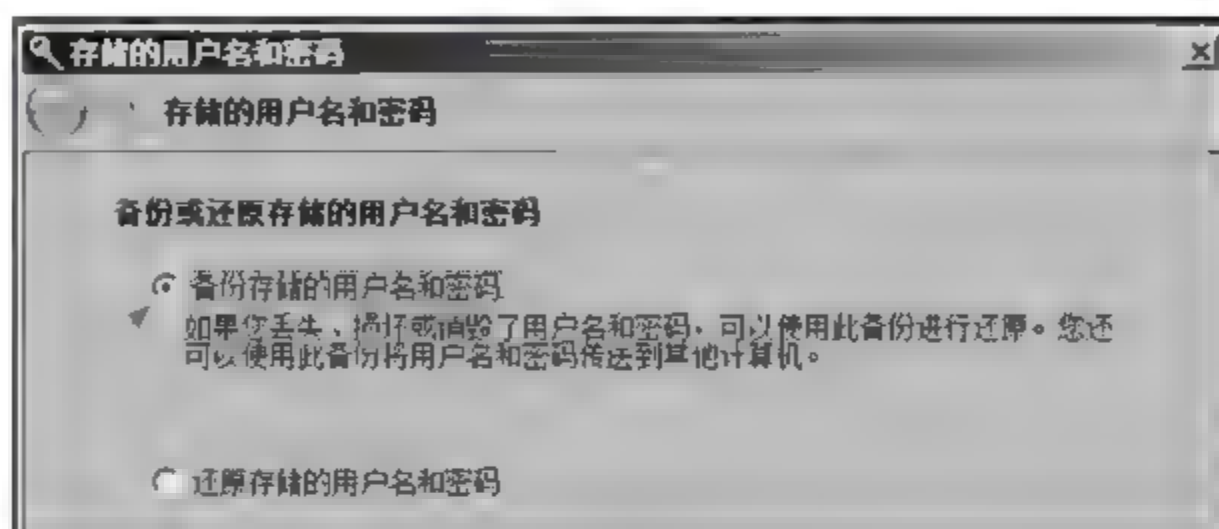 存储的用户名和密码
存储的用户名和密码
备份或还原存储的用户名和密码
备份存储的用户名和密码
如果您丢失、损坏或销毁了用户名和密码，可以使用此备份进行还原。您还
可以使用此备份将用户名和密码传送到其他计算机。
还原存储的用户名和密码